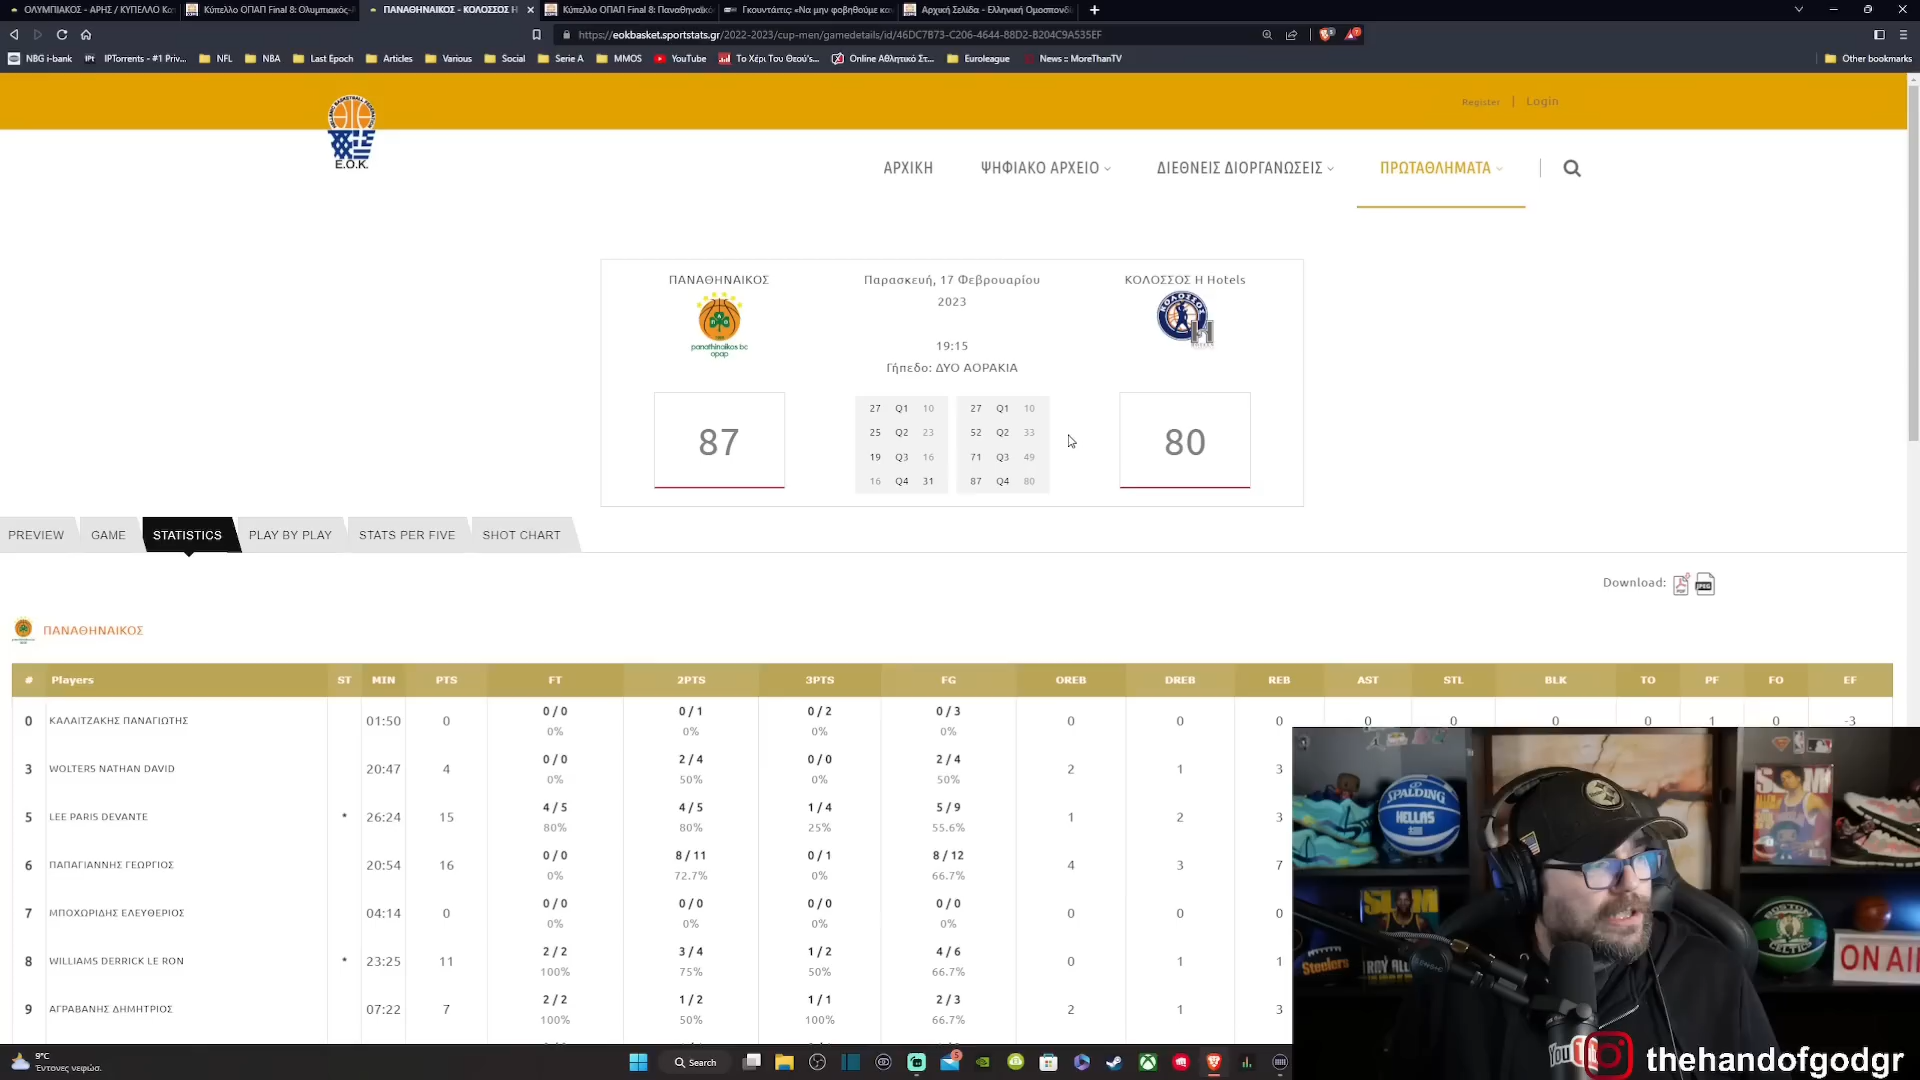 ΟΛΥΜΠΙΑΚΟΣ - ΑΡΗΣ / ΚΥΠΕΛΛΟ Κα
Κύπελλο ΟΠΑΠ Final 8: Ολυμπιακός-
ΠΑΝΑΘΗΝΑΙΚΟΣ - ΚΟΛΟΣΣΟΣ Η
Κύπελλο ΟΠΑΠ Final 8: Παναθηναϊκό
Γκουντάιτις: «Να μην φοβηθούμε κα
Αρχική Σελίδα - Ελληνική Ομοσπονδ
https://eokbasket.sportstats.gr/2022-2023/cup-men/gamedetails/id/46DC7B73-C206-4644-88D2-B204C9A535EF
NBG i-bank IPTorrents - #1 Priv... NFL NBA Last Epoch Articles Various Social Serie A MMOS YouTube Το Χέρι Του Θεού'ς... Online Αθλητικό Στ... Euroleague News :: MoreThanTV Other bookmarks
Register | Login
Ε.Ο.Κ.
ΑΡΧΙΚΗ ΨΗΦΙΑΚΟ ΑΡΧΕΙΟ ΔΙΕΘΝΕΙΣ ΔΙΟΡΓΑΝΩΣΕΙΣ ΠΡΩΤΑΘΛΗΜΑΤΑ
ΠΑΝΑΘΗΝΑΙΚΟΣ Παρασκευή, 17 Φεβρουαρίου 2023 ΚΟΛΟΣΣΟΣ Η Hotels
panathinaikos bc
opap
19:15
Γήπεδο: ΔΥΟ ΑΟΡΑΚΙΑ
87 80
27 Q1 10 27 Q1 10
25 Q2 23 52 Q2 33
19 Q3 16 71 Q3 49
16 Q4 31 87 Q4 80
PREVIEW GAME STATISTICS PLAY BY PLAY STATS PER FIVE SHOT CHART
Download:
ΠΑΝΑΘΗΝΑΙΚΟΣ
# Players ST MIN PTS FT 2PTS 3PTS FG OREB DREB REB AST STL BLK TO PF FO EF
0 ΚΑΛΑΙΤΖΑΚΗΣ ΠΑΝΑΓΙΩΤΗΣ 01:50 0 0 / 0 0 / 1 0 / 2 0 / 3 0 0 0 0 0 0 0 1 0 -3
0% 0% 0% 0%
3 WOLTERS NATHAN DAVID 20:47 4 0 / 0 2 / 4 0 / 0 2 / 4 2 1 3
0% 50% 0% 50%
5 LEE PARIS DEVANTE * 26:24 15 4 / 5 4 / 5 1 / 4 5 / 9 1 2 3
80% 80% 25% 55.6%
6 ΠΑΠΑΓΙΑΝΝΗΣ ΓΕΩΡΓΙΟΣ 20:54 16 0 / 0 8 / 11 0 / 1 8 / 12 4 3 7
0% 72.7% 0% 66.7%
7 ΜΠΟΧΩΡΙΔΗΣ ΕΛΕΥΘΕΡΙΟΣ 04:14 0 0 / 0 0 / 0 0 / 0 0 / 0 0 0 0
0% 0% 0% 0%
8 WILLIAMS DERRICK LE RON * 23:25 11 2 / 2 3 / 4 1 / 2 4 / 6 0 1 1
100% 75% 50% 66.7%
9 ΑΓΡΑΒΑΝΗΣ ΔΗΜΗΤΡΙΟΣ 07:22 7 2 / 2 1 / 2 1 / 1 2 / 3 2 1 3
100% 50% 100% 66.7%
SPALDING
HELLAS
SLAM
SLAM
Steelers
BOSTON
CELTICS
ON AIR
9°C
Έντονες νεφώσ.
Search
thehandofgodgr